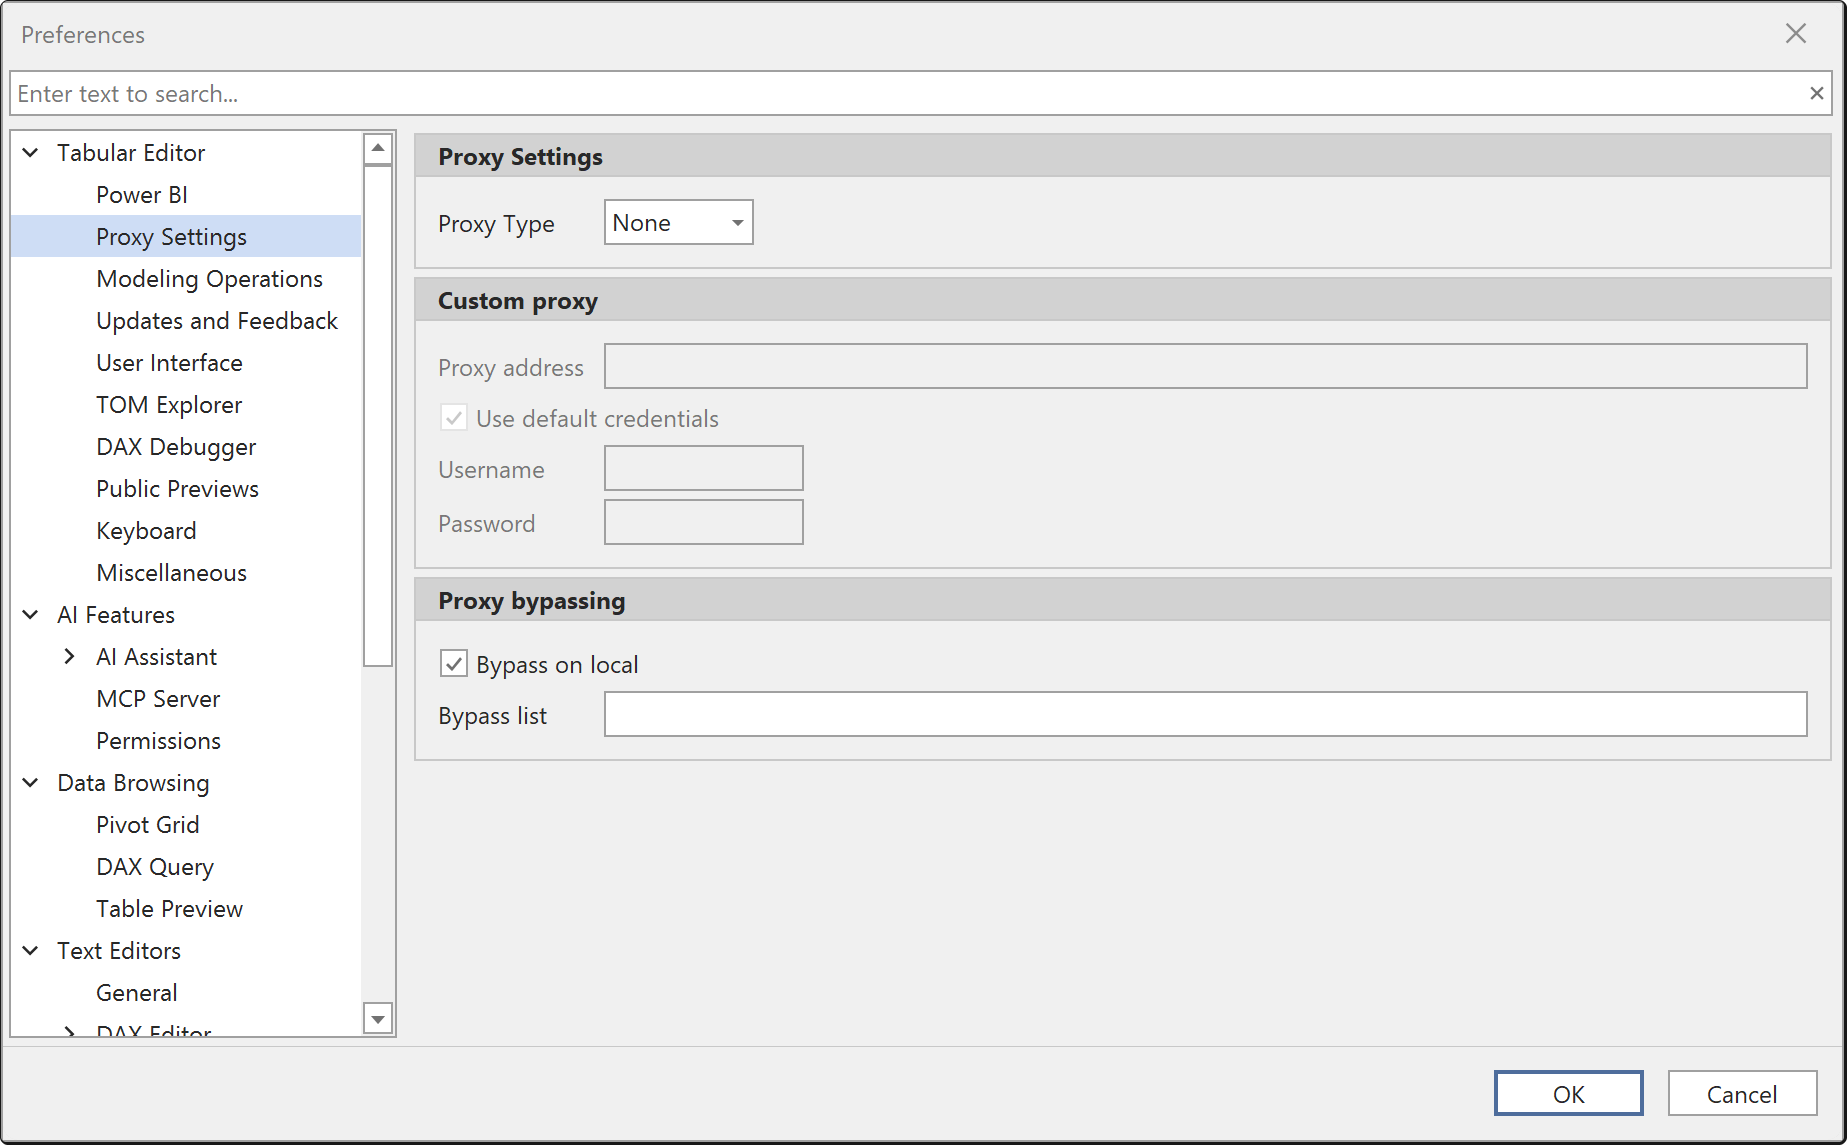 Preferences
Enter text to search...
Tabular Editor
Power BI
Proxy Settings
Modeling Operations
Updates and Feedback
User Interface
TOM Explorer
DAX Debugger
Public Previews
Keyboard
Miscellaneous
AI Features
AI Assistant
MCP Server
Permissions
Data Browsing
Pivot Grid
DAX Query
Table Preview
Text Editors
General
DAX Editor
Proxy Settings
Proxy Type None
Custom proxy
Proxy address
Use default credentials
Username
Password
Proxy bypassing
Bypass on local
Bypass list
OK Cancel